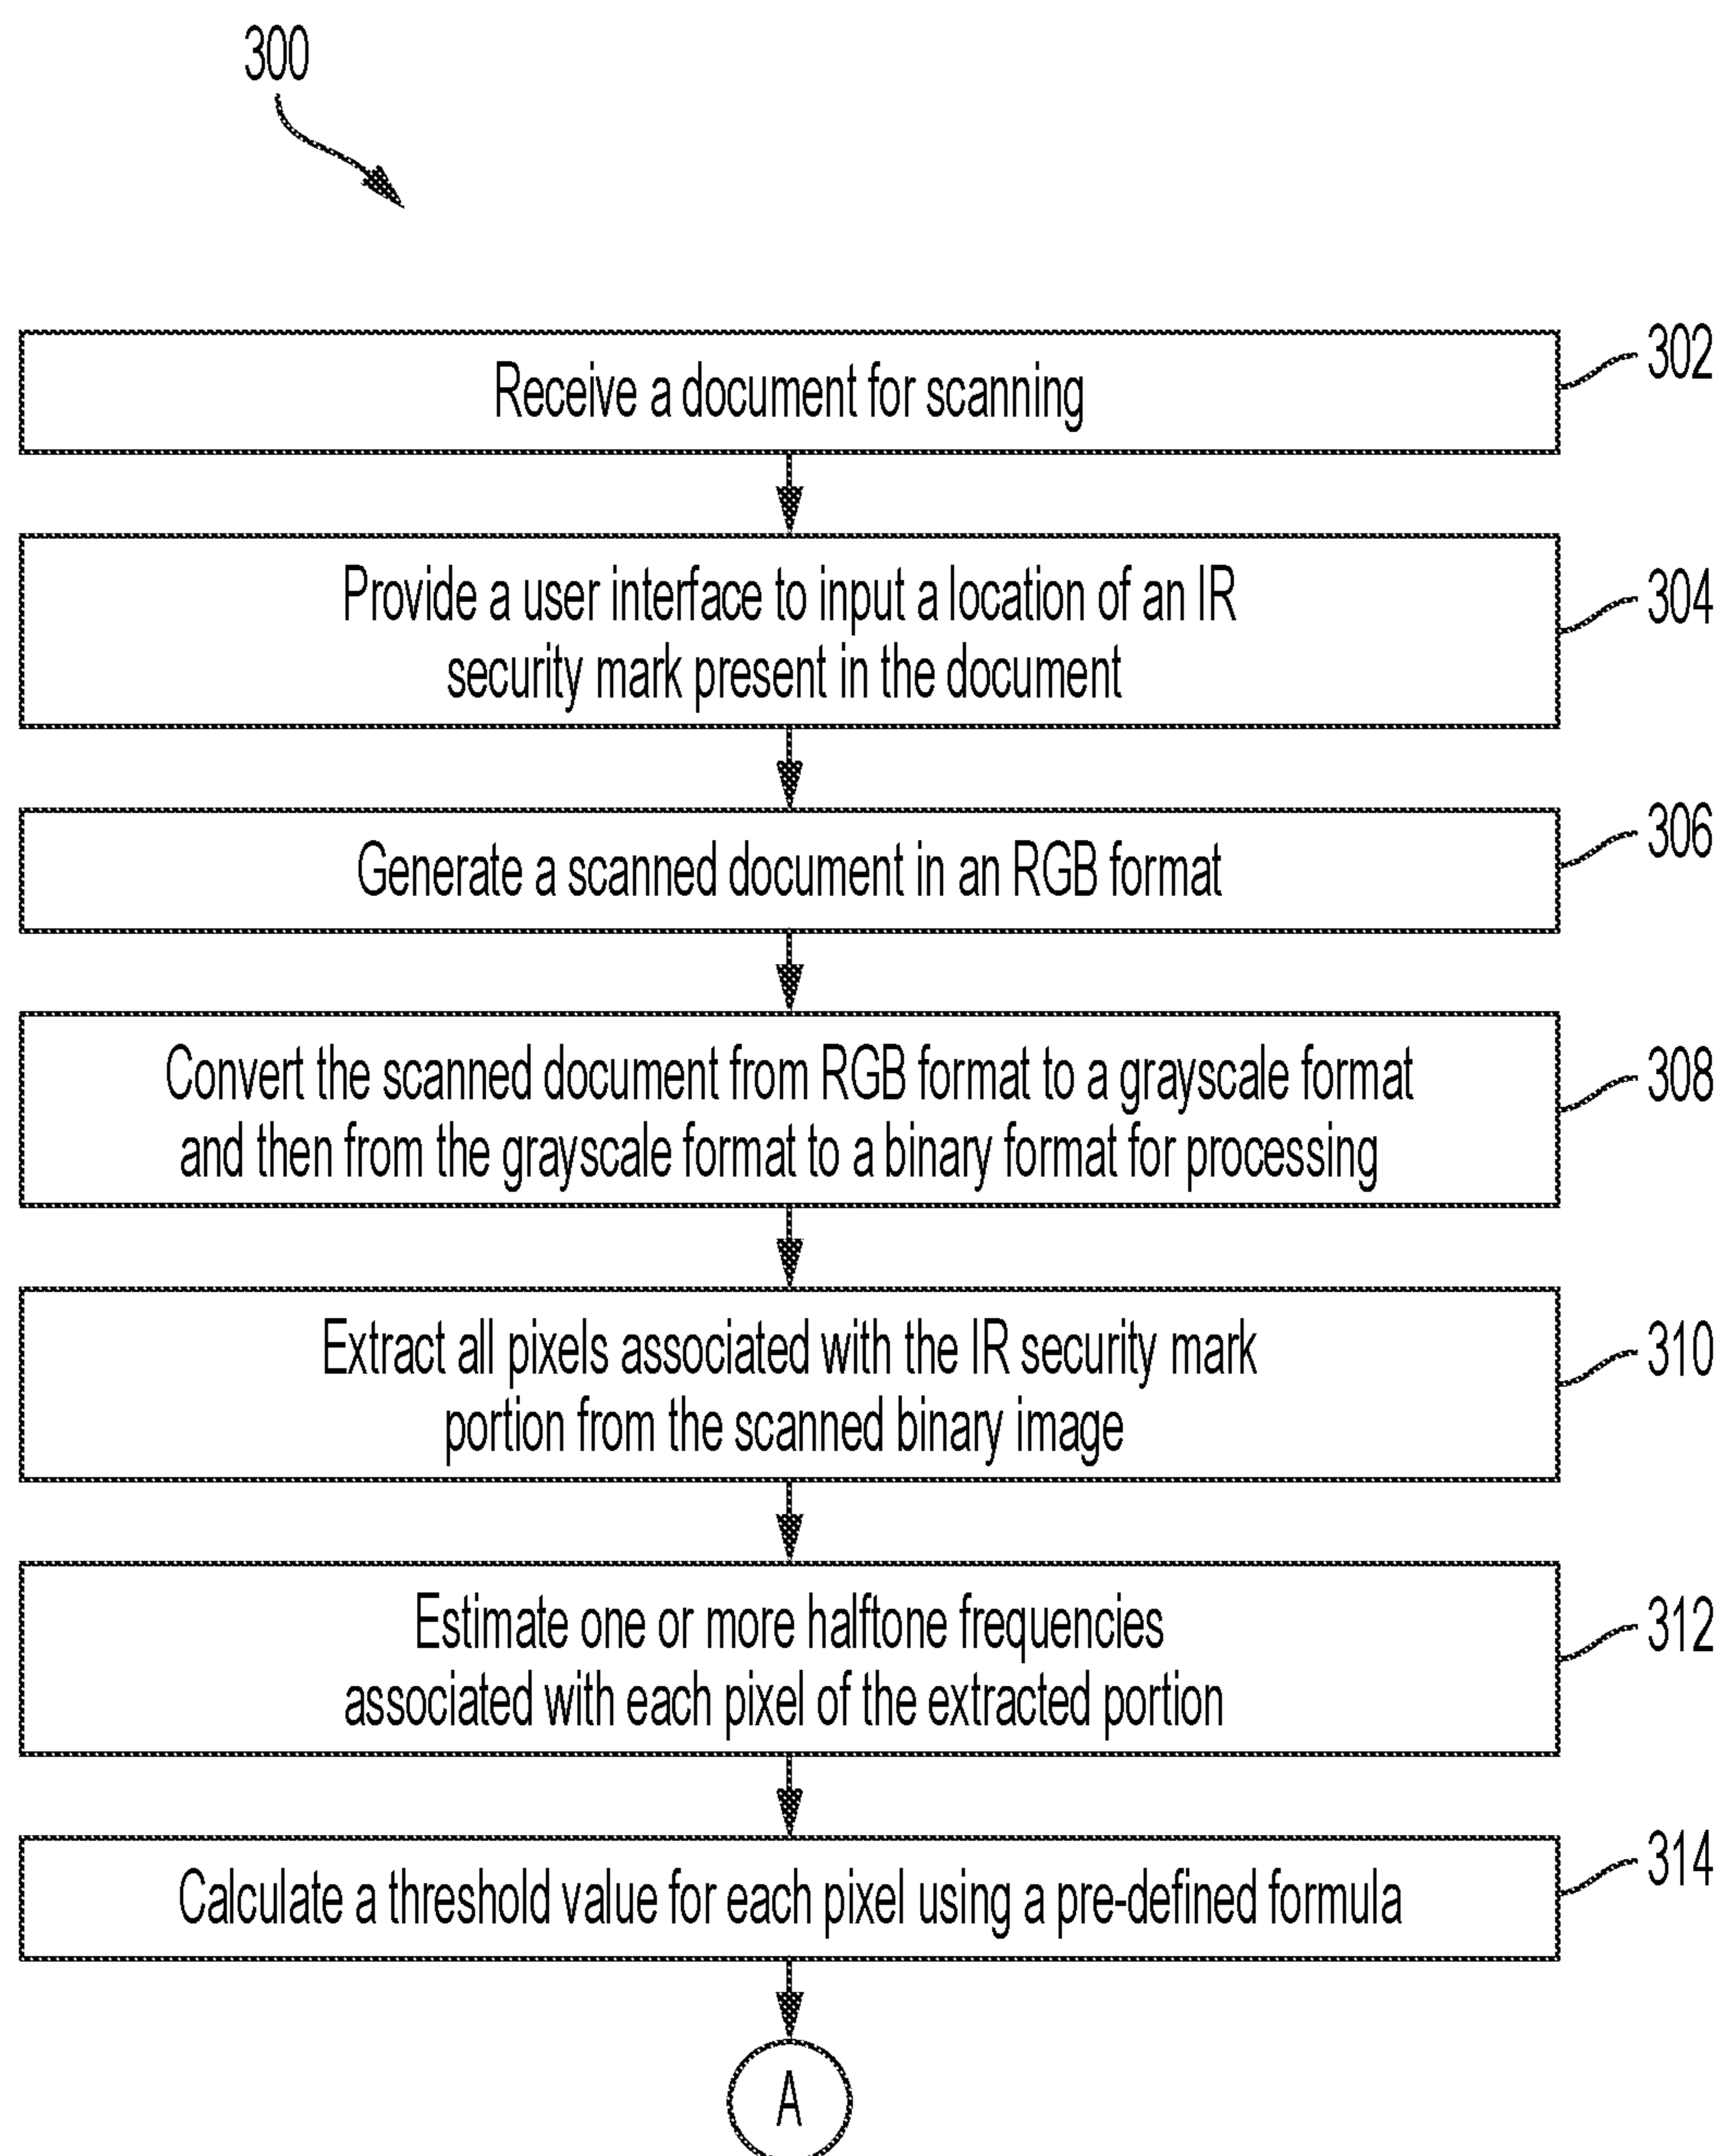 300
Receive a document for scanning
302
Provide a user interface to input a location of an IR
security mark present in the document
304
Generate a scanned document in an RGB format
306
Convert the scanned document from RGB format to a grayscale format
and then from the grayscale format to a binary format for processing
308
Extract all pixels associated with the IR security mark
portion from the scanned binary image
310
Estimate one or more halftone frequencies
associated with each pixel of the extracted portion
312
Calculate a threshold value for each pixel using a pre-defined formula
314
A